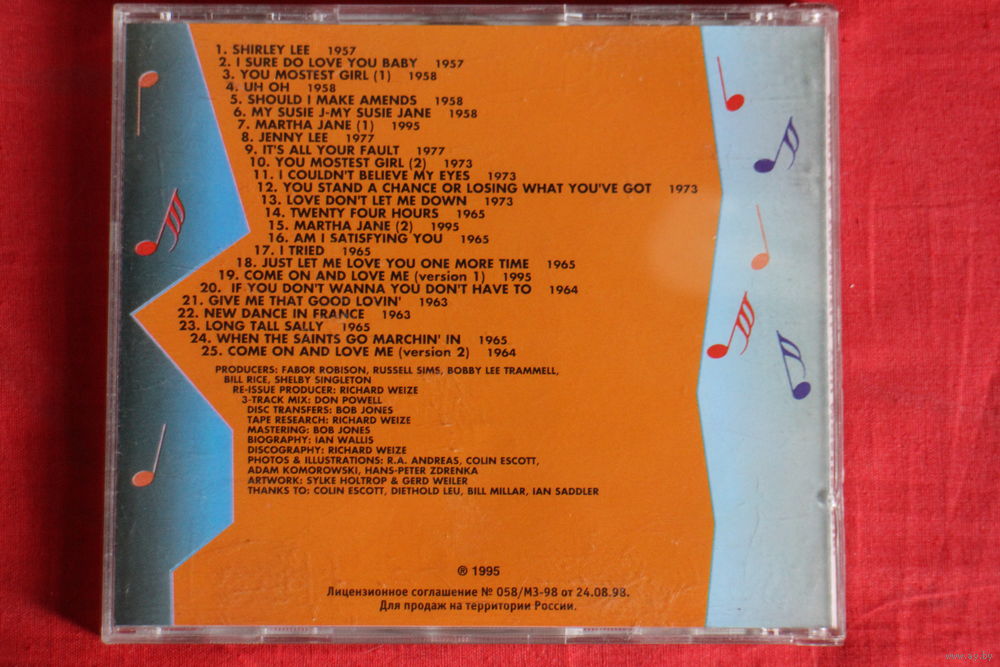 1. SHIRLEY LEE 1957
2. I SURE DO LOVE YOU BABY 1957
3. YOU MOSTEST GIRL (1) 1958
4. UH OH 1958
5. SHOULD I MAKE AMENDS 1958
6. MY SUSIE J-MY SUSIE JANE 1958
7. MARTHA JANE (1) 1995
8. JENNY LEE 1977
9. IT'S ALL YOUR FAULT 1977
10. YOU MOSTEST GIRL (2) 1973
11. I COULDN'T BELIEVE MY EYES 1973
12. YOU STAND A CHANCE OR LOSING WHAT YOU'VE GOT 1973
13. LOVE DON'T LET ME DOWN 1973
14. TWENTY FOUR HOURS 1965
15. MARTHA JANE (2) 1995
16. AM I SATISFYING YOU 1965
17. I TRIED 1965
18. JUST LET ME LOVE YOU ONE MORE TIME 1965
19. COME ON AND LOVE ME (version 1) 1995
20. IF YOU DON'T WANNA YOU DON'T HAVE TO 1964
21. GIVE ME THAT GOOD LOVIN' 1963
22. NEW DANCE IN FRANCE 1963
23. LONG TALL SALLY 1965
24. WHEN THE SAINTS GO MARCHIN' IN 1965
25. COME ON AND LOVE ME (version 2) 1964
PRODUCERS: FABOR ROBISON, RUSSELL SIMS, BOBBY LEE TRAMMELL,
BILL RICE, SHELBY SINGLETON
RE-ISSUE PRODUCER: RICHARD WEIZE
3-TRACK MIX: DON POWELL
DISC TRANSFERS: BOB JONES
TAPE RESEARCH: RICHARD WEIZE
MASTERING: BOB JONES
BIOGRAPHY: IAN WALLIS
DISCOGRAPHY: RICHARD WEIZE
PHOTOS & ILLUSTRATIONS: R.A. ANDREAS, COLIN ESCOTT,
ADAM KOMOROWSKI, HANS-PETER ZDRENKA
ARTWORK: SYLKE HOLTROP & GERD WEILER
THANKS TO: COLIN ESCOTT, DIETHOLD LEU, BILL MILLAR, IAN SADDLER
℗ 1995
Лицензионное соглашение № 058/МЗ-98 от 24.08.98.
Для продаж на территории России.
www.ay.by